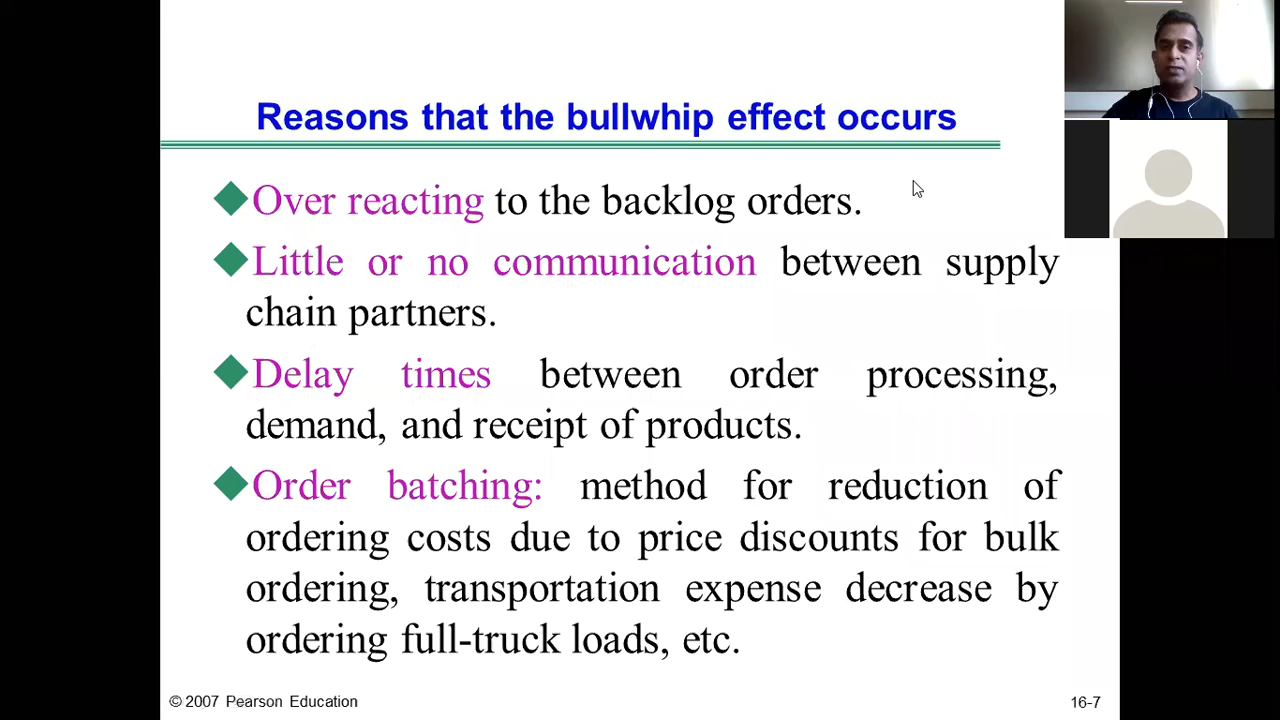 Reasons that the bullwhip effect occurs
Over reacting to the backlog orders.
Little or no communication between supply
chain partners.
Delay times between order processing,
demand, and receipt of products.
Order batching: method for reduction of
ordering costs due to price discounts for bulk
ordering, transportation expense decrease by
ordering full-truck loads, etc.
© 2007 Pearson Education
16-7